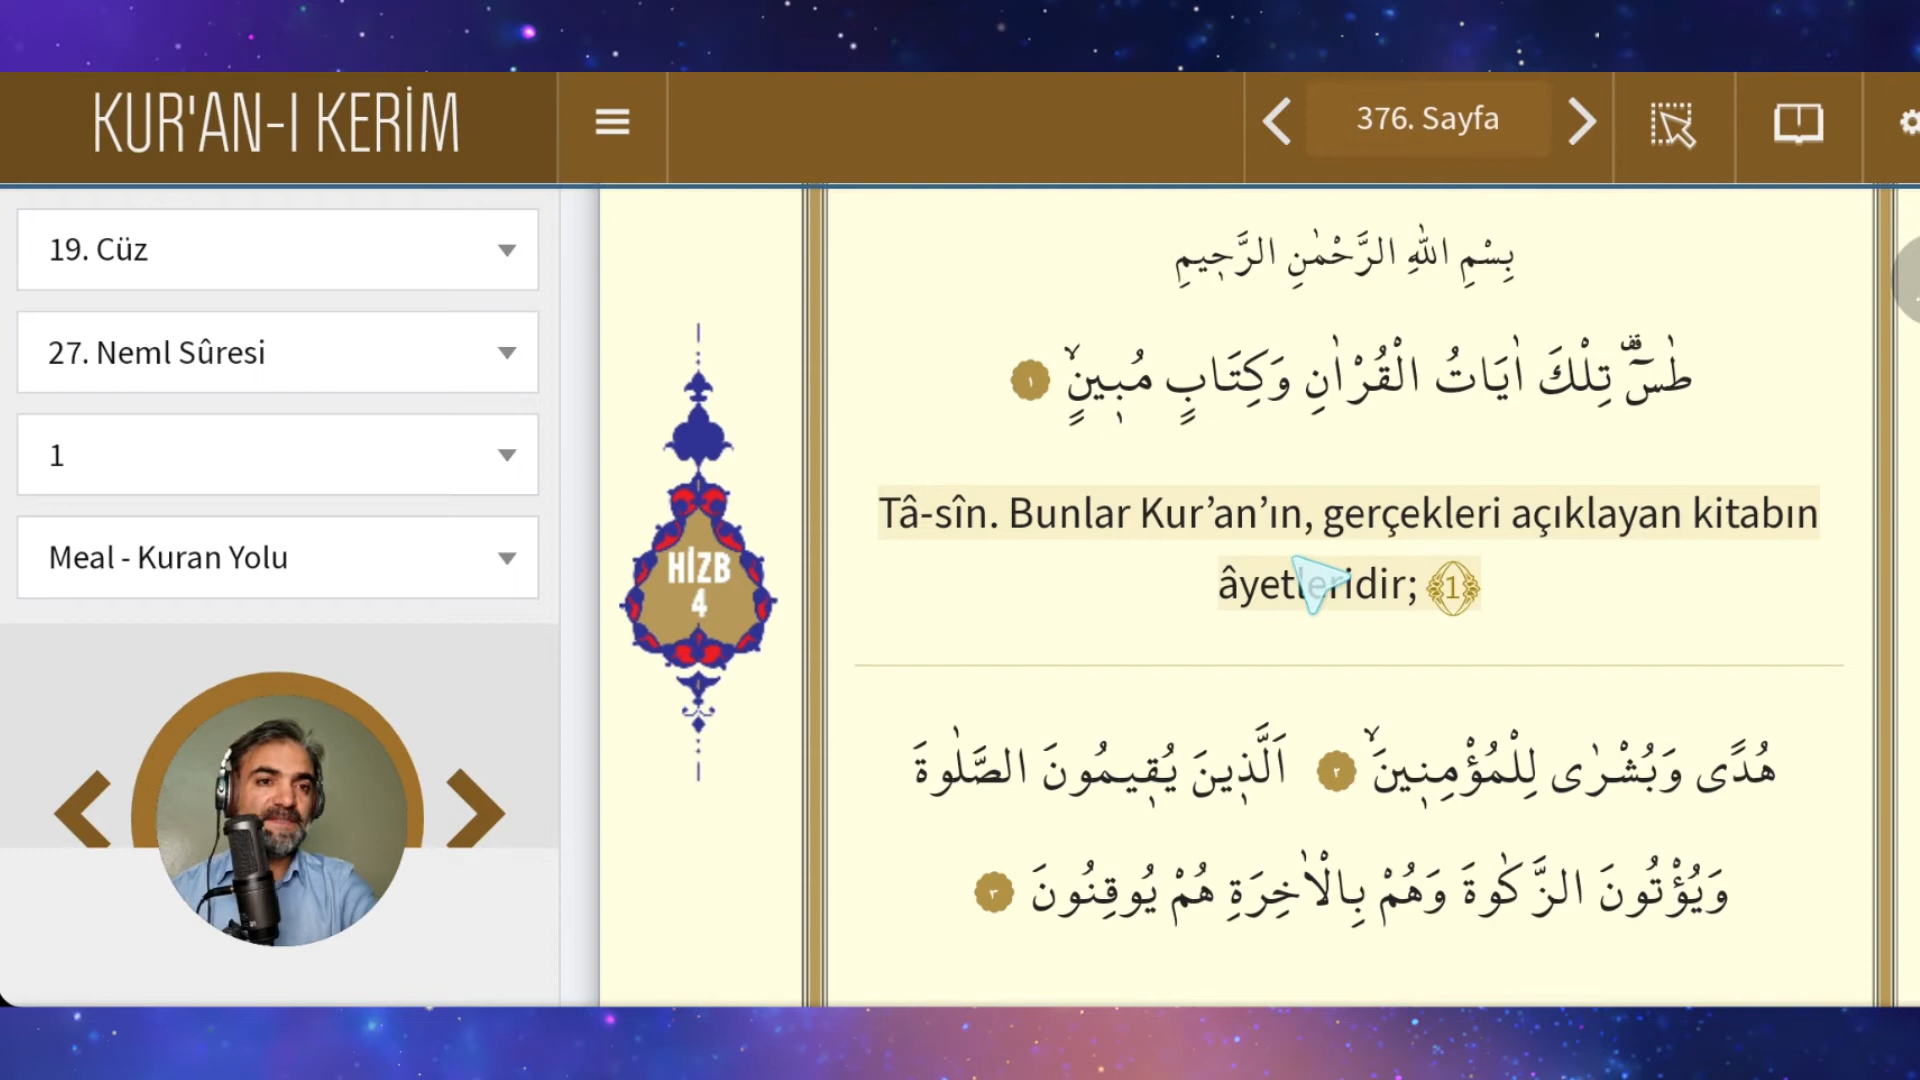 KUR'AN-I KERİM
376. Sayfa
19. Cüz
27. Neml Sûresi
1
Meal - Kuran Yolu
HİZB
4
بِسْمِ اللّٰهِ الرَّحْمٰنِ الرَّح۪يمِ
طٰسٓ۠ تِلْكَ اٰيَاتُ الْقُرْاٰنِ وَكِتَابٍ مُب۪ينٍۙ ١
Tâ-sîn. Bunlar Kur’an’ın, gerçekleri açıklayan kitabın
âyetleridir; 1
هُدًى وَبُشْرٰى لِلْمُؤْمِن۪ينَۙ ٢ اَلَّذ۪ينَ يُق۪يمُونَ الصَّلٰوةَ
وَيُؤْتُونَ الزَّكٰوةَ وَهُمْ بِالْاٰخِرَةِ هُمْ يُوقِنُونَ ٣